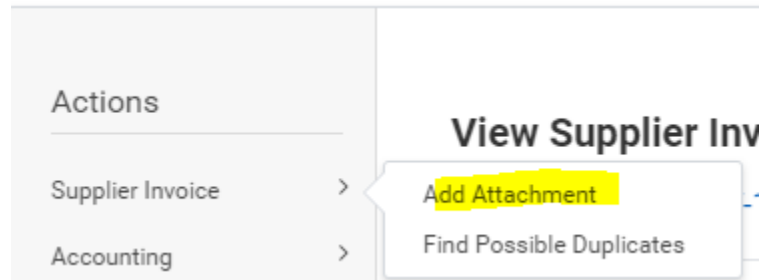 Actions
View Supplier Inv
Supplier Invoice
Add Attachment
Accounting
Find Possible Duplicates